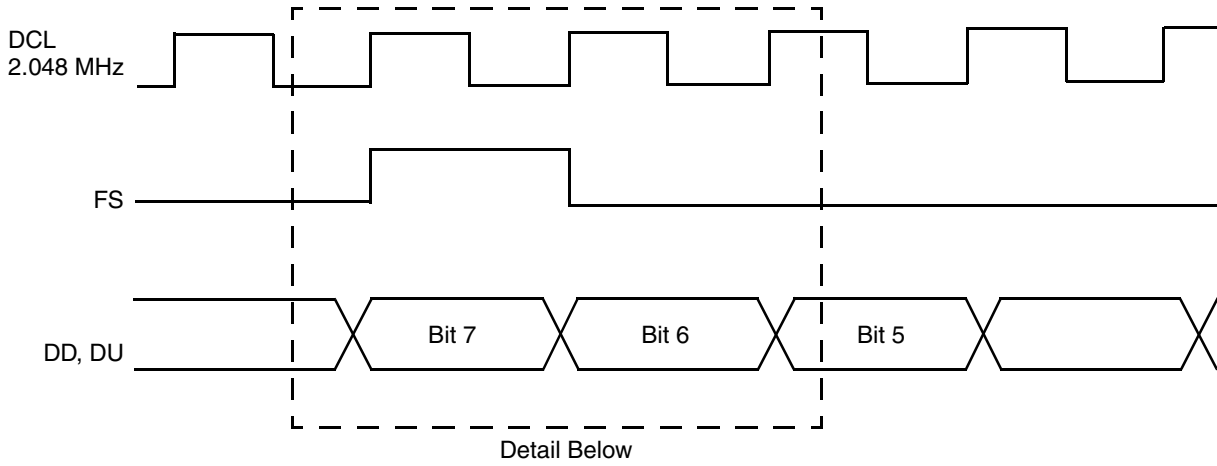 DCL
2.048 MHz
FS
DD, DU
Bit 7
Bit 6
Bit 5
Detail Below